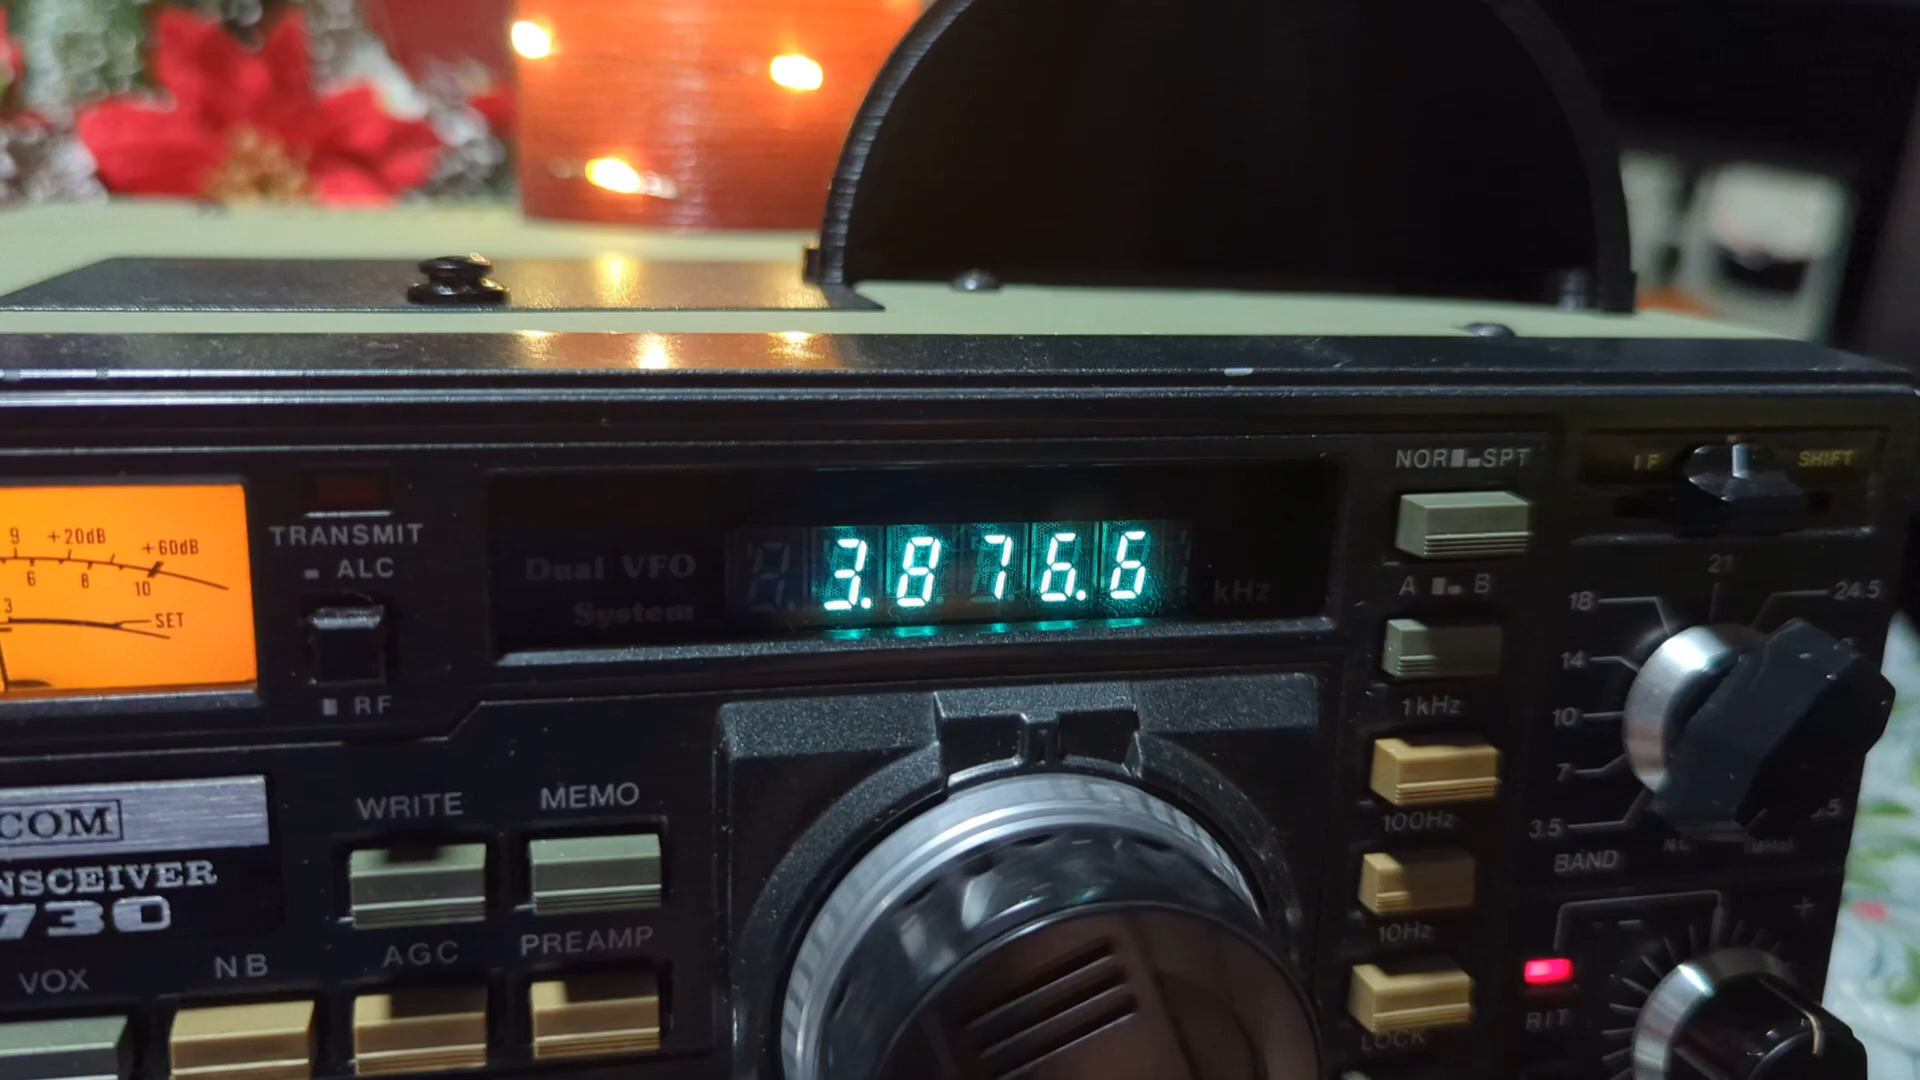 9 +20dB +60dB
6 8 10
3 SET
TRANSMIT
ALC
RF
Dual VFO
System
3.876.6 kHz
NOR SPT
A B
1kHz
100Hz
10Hz
LOCK
IF SHIFT
21
18 24.5
14
10
7
3.5
BAND
RIT
+
COM
NSCEIVER
730
WRITE MEMO
VOX NB AGC PREAMP